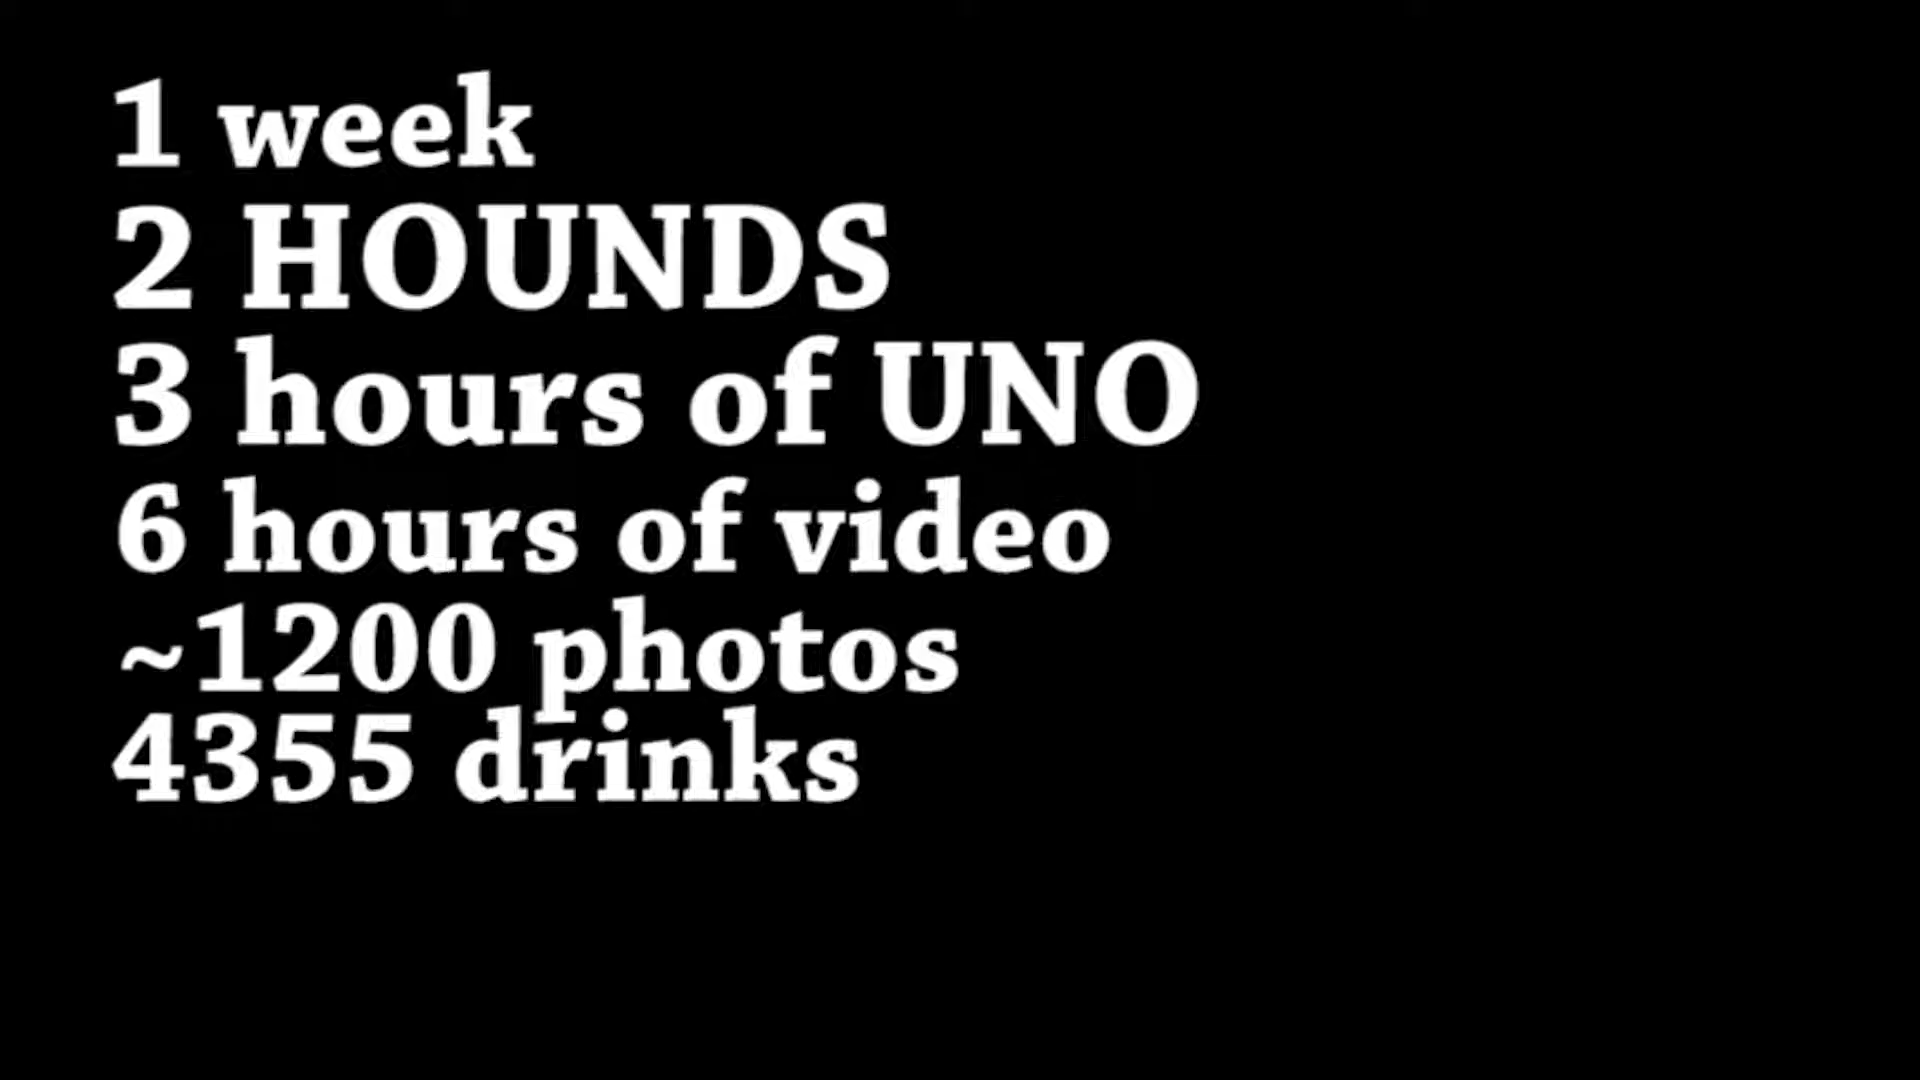 1 week
2 HOUNDS
3 hours of UNO
6 hours of video
~1200 photos
4355 drinks